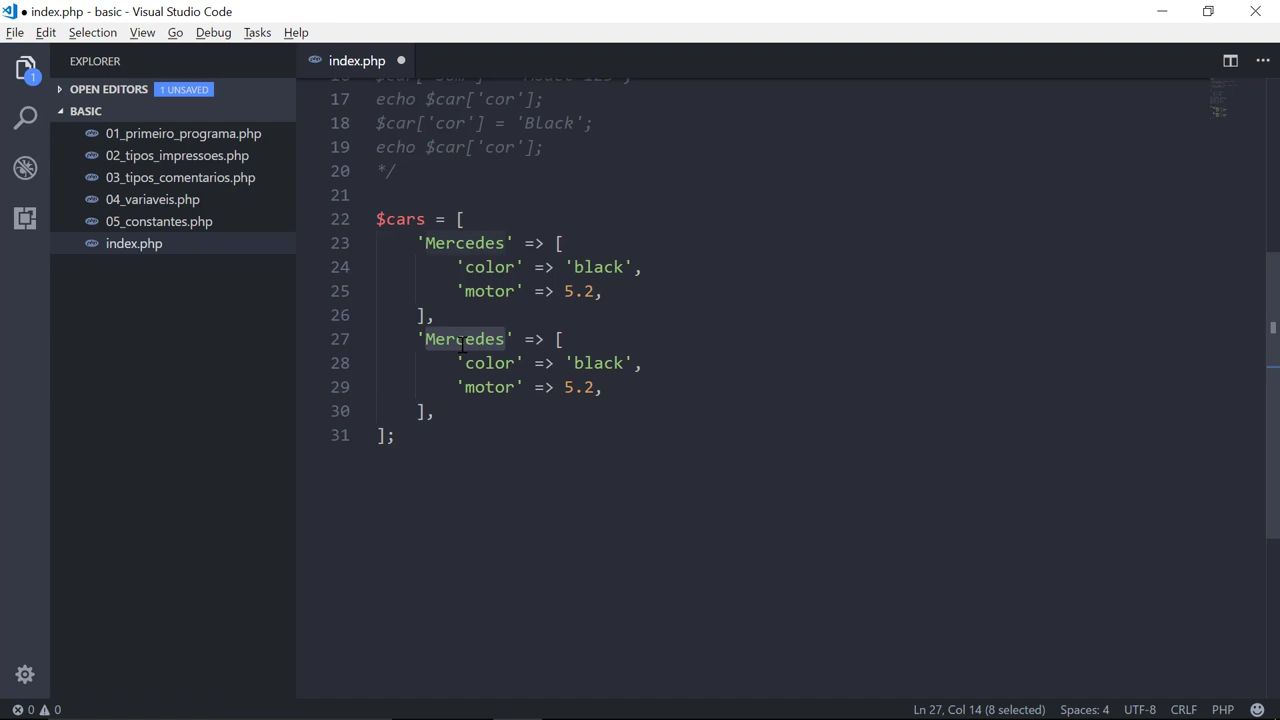 index.php - basic - Visual Studio Code
File Edit Selection View Go Debug Tasks Help
EXPLORER
index.php
1
OPEN EDITORS 1 UNSAVED
BASIC
01_primeiro_programa.php
02_tipos_impressoes.php
03_tipos_comentarios.php
04_variaveis.php
05_constantes.php
index.php
17 echo $car['cor'];
18 $car['cor'] = 'Black';
19 echo $car['cor'];
20 */
21
22 $cars = [
23 'Mercedes' => [
24 'color' => 'black',
25 'motor' => 5.2,
26 ],
27 'Mercedes' => [
28 'color' => 'black',
29 'motor' => 5.2,
30 ],
31 ];
0 0
Ln 27, Col 14 (8 selected) Spaces: 4 UTF-8 CRLF PHP